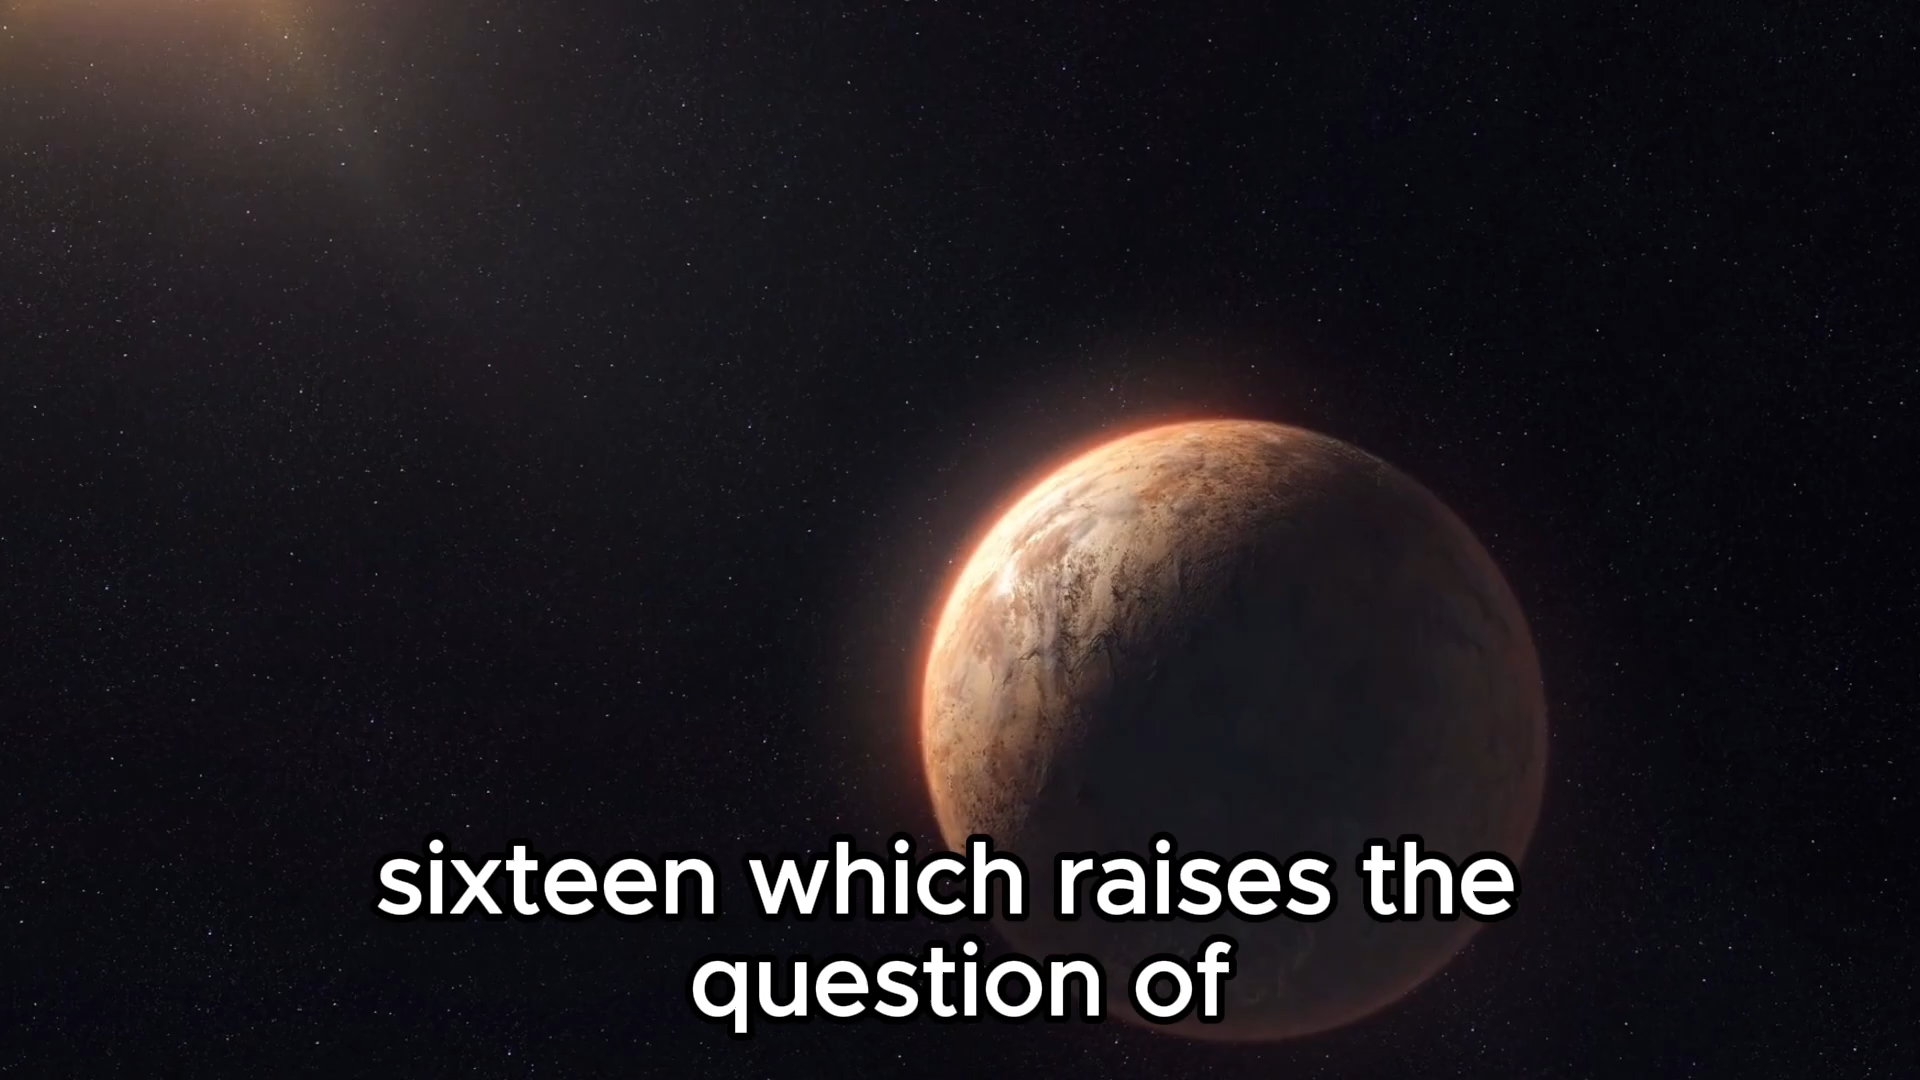 sixteen which raises the
question of